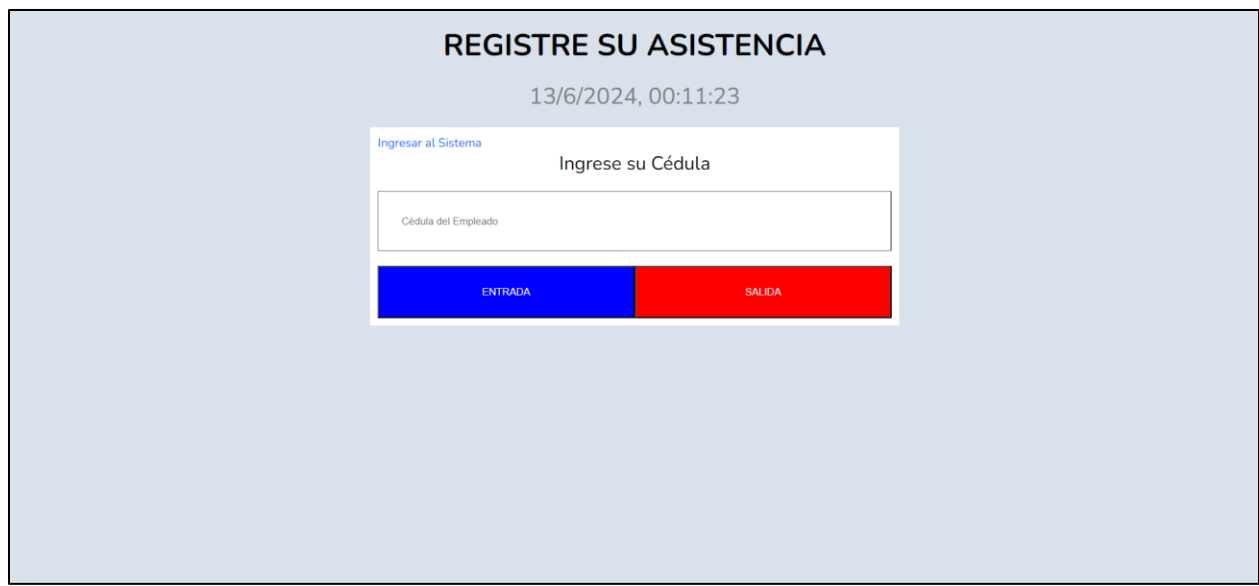 REGISTRE SU ASISTENCIA
13/6/2024, 00:11:23
Ingresar al Sistema
Ingrese su Cédula
Cédula del Empleado
ENTRADA
SALIDA